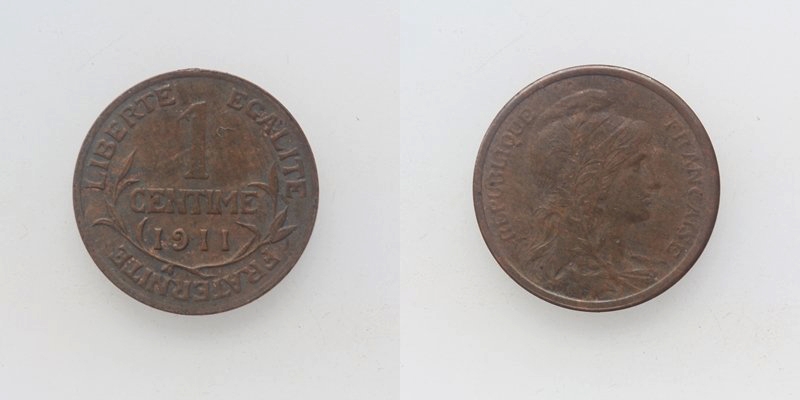 LIBERTE EGALITE FRATERNITE
1
CENTIME
1911
REPUBLIQUE FRANCAISE